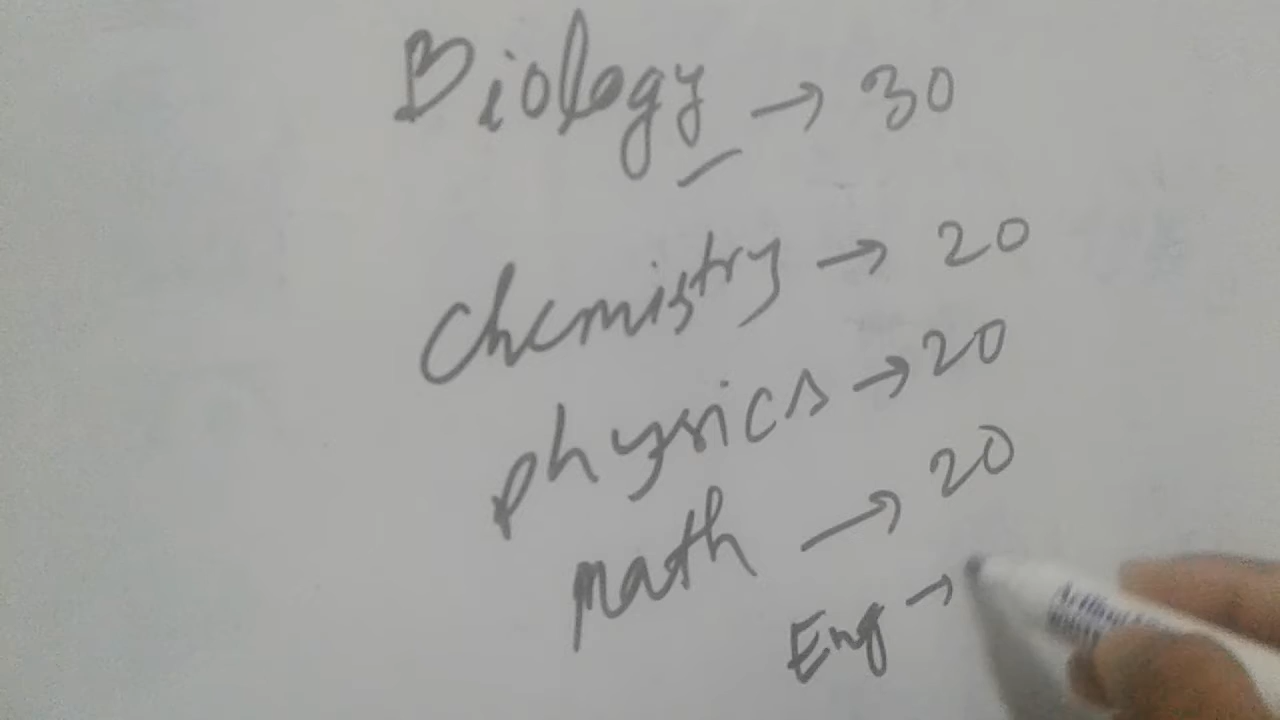 Biology → 30
Chemistry → 20
physics → 20
math → 20
Eng →